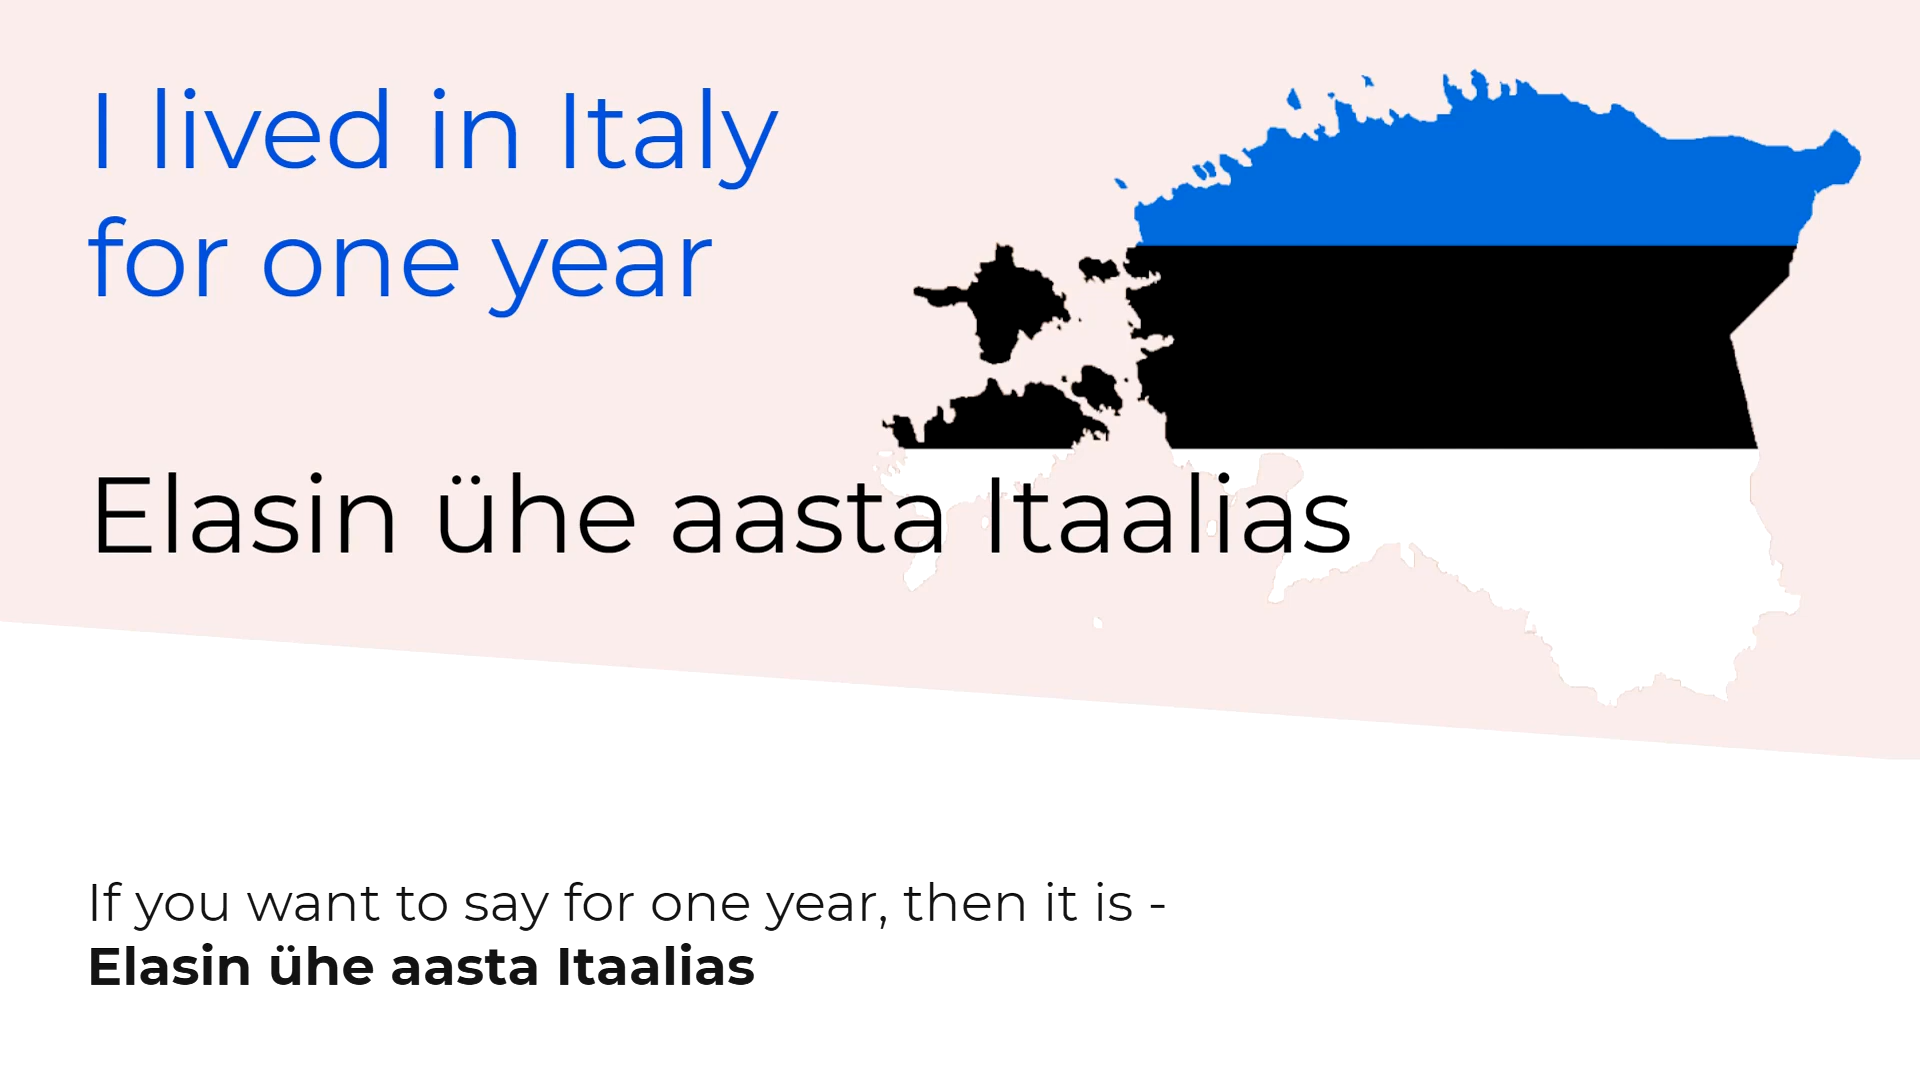 I lived in Italy
for one year
Elasin ühe aasta Itaalias
If you want to say for one year, then it is -
Elasin ühe aasta Itaalias